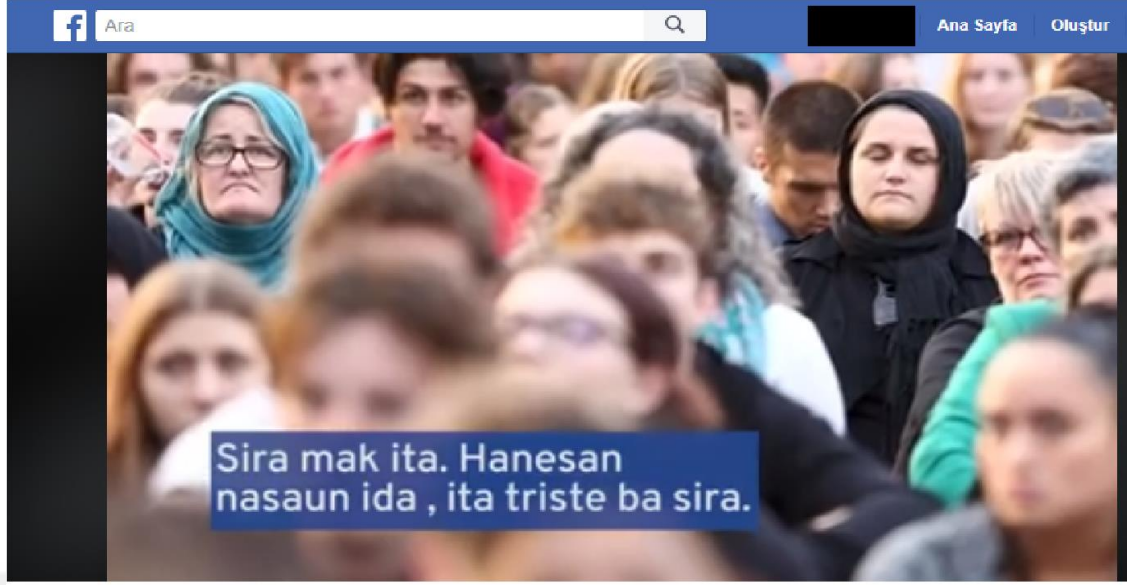 f Ara Ana Sayfa Oluştur
Sira mak ita. Hanesan
nasaun ida , ita triste ba sira.